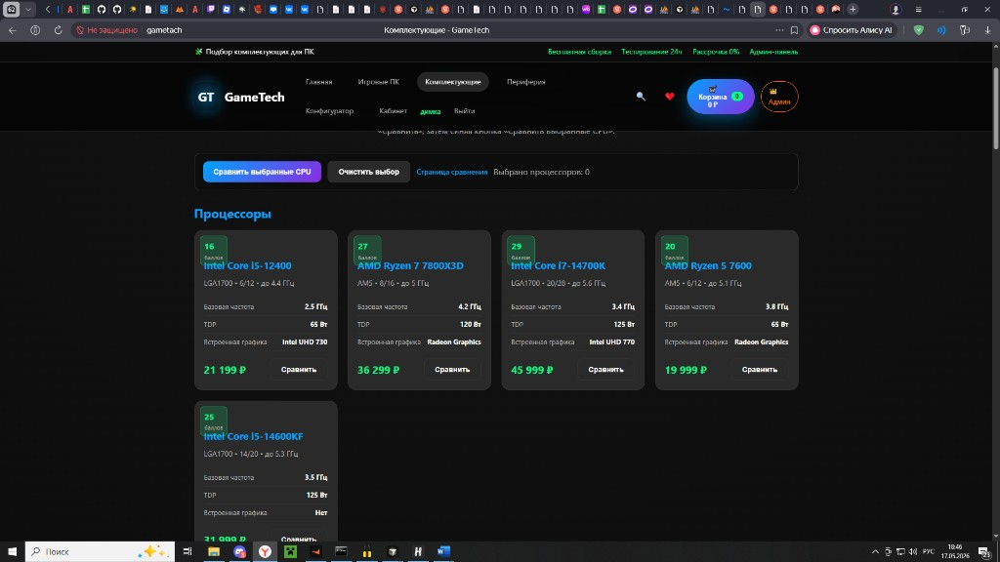 Не защищено
gametach
Комплектующие - GameTech
Спросить Алису AI
Подбор комплектующих для ПК
Бесплатная сборка
Тестирование 24ч
Рассрочка 0%
Админ-панель
GT
GameTech
Главная
Игровые ПК
Комплектующие
Периферия
Конфигуратор
Кабинет
димка
Выйти
Корзина 0
0 ₽
Админ
«Сравнить», затем синяя кнопка «Сравнить выбранные CPU».
Сравнить выбранные CPU
Очистить выбор
Страница сравнения
Выбрано процессоров: 0
Процессоры
16
баллов
Intel Core i5-12400
LGA1700 • 6/12 • до 4.4 ГГц
Базовая частота 2.5 ГГц
TDP 65 Вт
Встроенная графика Intel UHD 730
21 199 ₽
Сравнить
27
баллов
AMD Ryzen 7 7800X3D
AM5 • 8/16 • до 5 ГГц
Базовая частота 4.2 ГГц
TDP 120 Вт
Встроенная графика Radeon Graphics
36 299 ₽
Сравнить
29
баллов
Intel Core i7-14700K
LGA1700 • 20/28 • до 5.6 ГГц
Базовая частота 3.4 ГГц
TDP 125 Вт
Встроенная графика Intel UHD 770
45 999 ₽
Сравнить
20
баллов
AMD Ryzen 5 7600
AM5 • 6/12 • до 5.1 ГГц
Базовая частота 3.8 ГГц
TDP 65 Вт
Встроенная графика Radeon Graphics
19 999 ₽
Сравнить
25
баллов
Intel Core i5-14600KF
LGA1700 • 14/20 • до 5.3 ГГц
Базовая частота 3.5 ГГц
TDP 125 Вт
Встроенная графика Нет
31 999 ₽
Сравнить
Поиск
РУС
18:46
17.05.2026